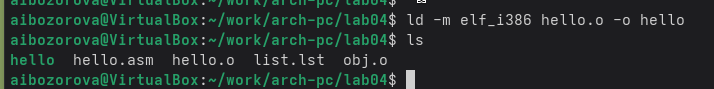 aibozorova@VirtualBox:~/work/arch-pc/lab04$ ld -m elf_i386 hello.o -o hello
aibozorova@VirtualBox:~/work/arch-pc/lab04$ ls
hello  hello.asm  hello.o  list.lst  obj.o
aibozorova@VirtualBox:~/work/arch-pc/lab04$